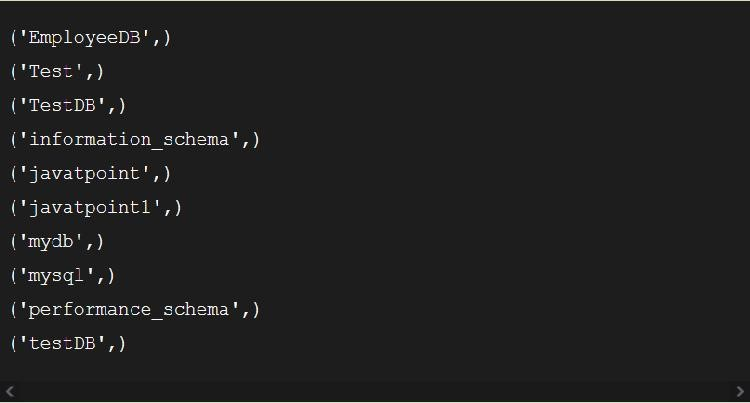 ('EmployeeDB',)
('Test',)
('TestDB',)
('information_schema',)
('javatpoint',)
('javatpoint1',)
('mydb',)
('mysql',)
('performance_schema',)
('testDB',)